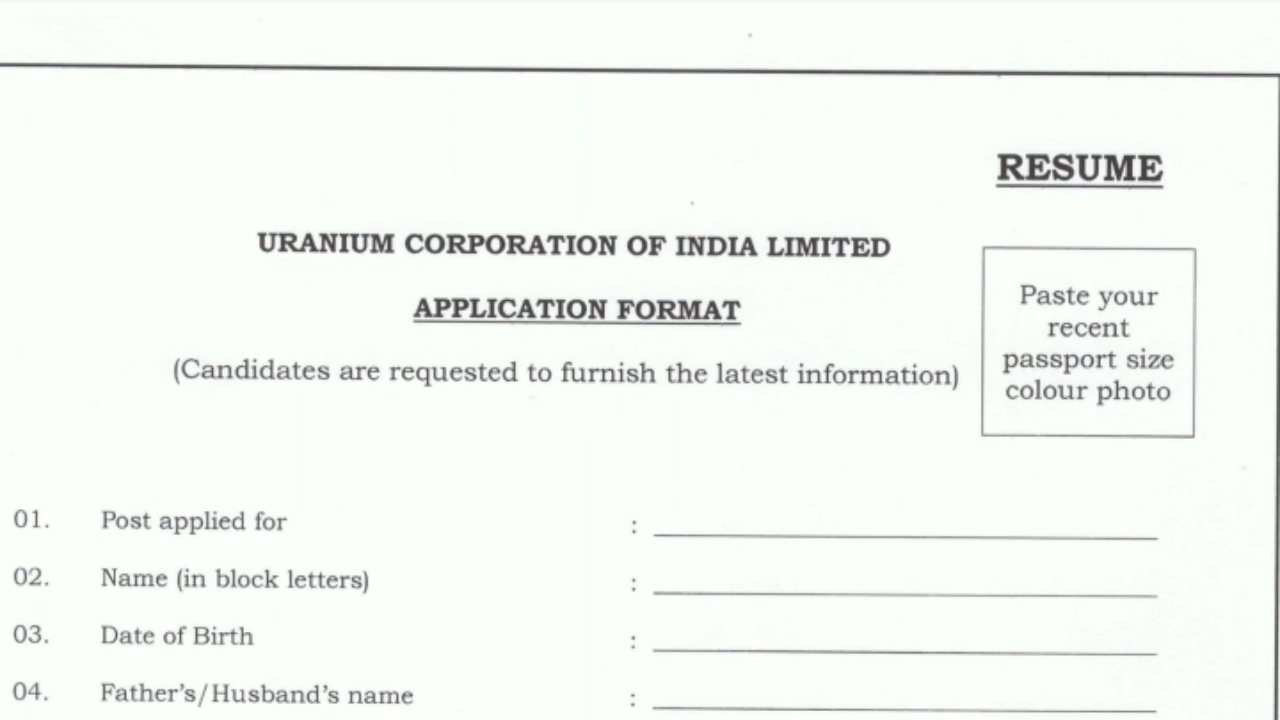 RESUME
URANIUM CORPORATION OF INDIA LIMITED
APPLICATION FORMAT
(Candidates are requested to furnish the latest information)
Paste your
recent
passport size
colour photo
01. Post applied for :
02. Name (in block letters) :
03. Date of Birth :
04. Father's/Husband's name :